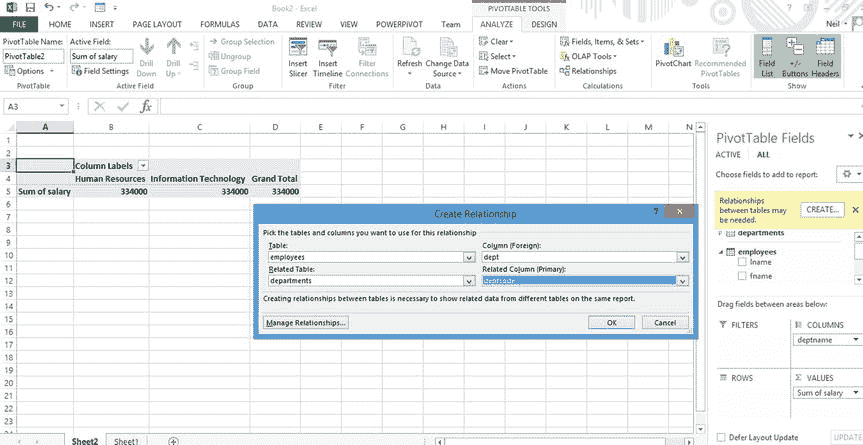 Book2 - Excel
PIVOTTABLE TOOLS
FILE HOME INSERT PAGE LAYOUT FORMULAS DATA REVIEW VIEW POWERPIVOT Team ANALYZE DESIGN Neil
PivotTable Name: Active Field:
PivotTable2 Sum of salary
Options Field Settings
Drill Down Drill Up
Group Selection
Ungroup
Group Field
Insert Slicer Insert Timeline Filter Connections
Refresh Change Data Source
Clear
Select
Move PivotTable
Fields, Items, & Sets
OLAP Tools
Relationships
PivotChart Recommended PivotTables
Field List +/- Buttons Field Headers
PivotTable Active Field Group Filter Data Actions Calculations Tools Show
A3 fx
A B C D E F G H I J K L M N
1
2
3 Column Labels
4 Human Resources Information Technology Grand Total
5 Sum of salary 334000 334000 334000
6
7
8
9
10
11
12
13
14
15
16
17
18
19
20
21
22
23
Create Relationship ? x
Pick the tables and columns you want to use for this relationship
Table: Column (Foreign):
employees dept
Related Table: Related Column (Primary):
departments deptcode
Creating relationships between tables is necessary to show related data from different tables on the same report.
Manage Relationships... OK Cancel
PivotTable Fields
ACTIVE ALL
Choose fields to add to report:
Relationships between tables may be needed. CREATE...
departments
employees
lname
fname
Drag fields between areas below:
FILTERS COLUMNS
deptname
ROWS VALUES
Sum of salary
Defer Layout Update UPDATE
Sheet2 Sheet1